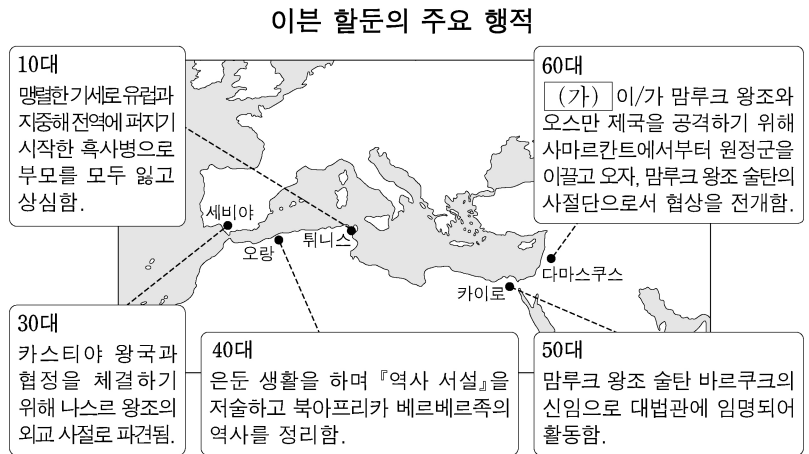 이븐 할둔의 주요 행적
10대
맹렬한 기세로 유럽과
지중해 전역에 퍼지기
시작한 흑사병으로
부모를 모두 잃고
상심함.
60대
(가) 이/가 맘루크 왕조와
오스만 제국을 공격하기 위해
사마르칸트에서부터 원정군을
이끌고 오자, 맘루크 왕조 술탄의
사절단으로서 협상을 전개함.
세비야
오랑
튀니스
다마스쿠스
카이로
30대
카스티야 왕국과
협정을 체결하기
위해 나스르 왕조의
외교 사절로 파견됨.
40대
은둔 생활을 하며 『역사 서설』을
저술하고 북아프리카 베르베르족의
역사를 정리함.
50대
맘루크 왕조 술탄 바르쿠크의
신임으로 대법관에 임명되어
활동함.